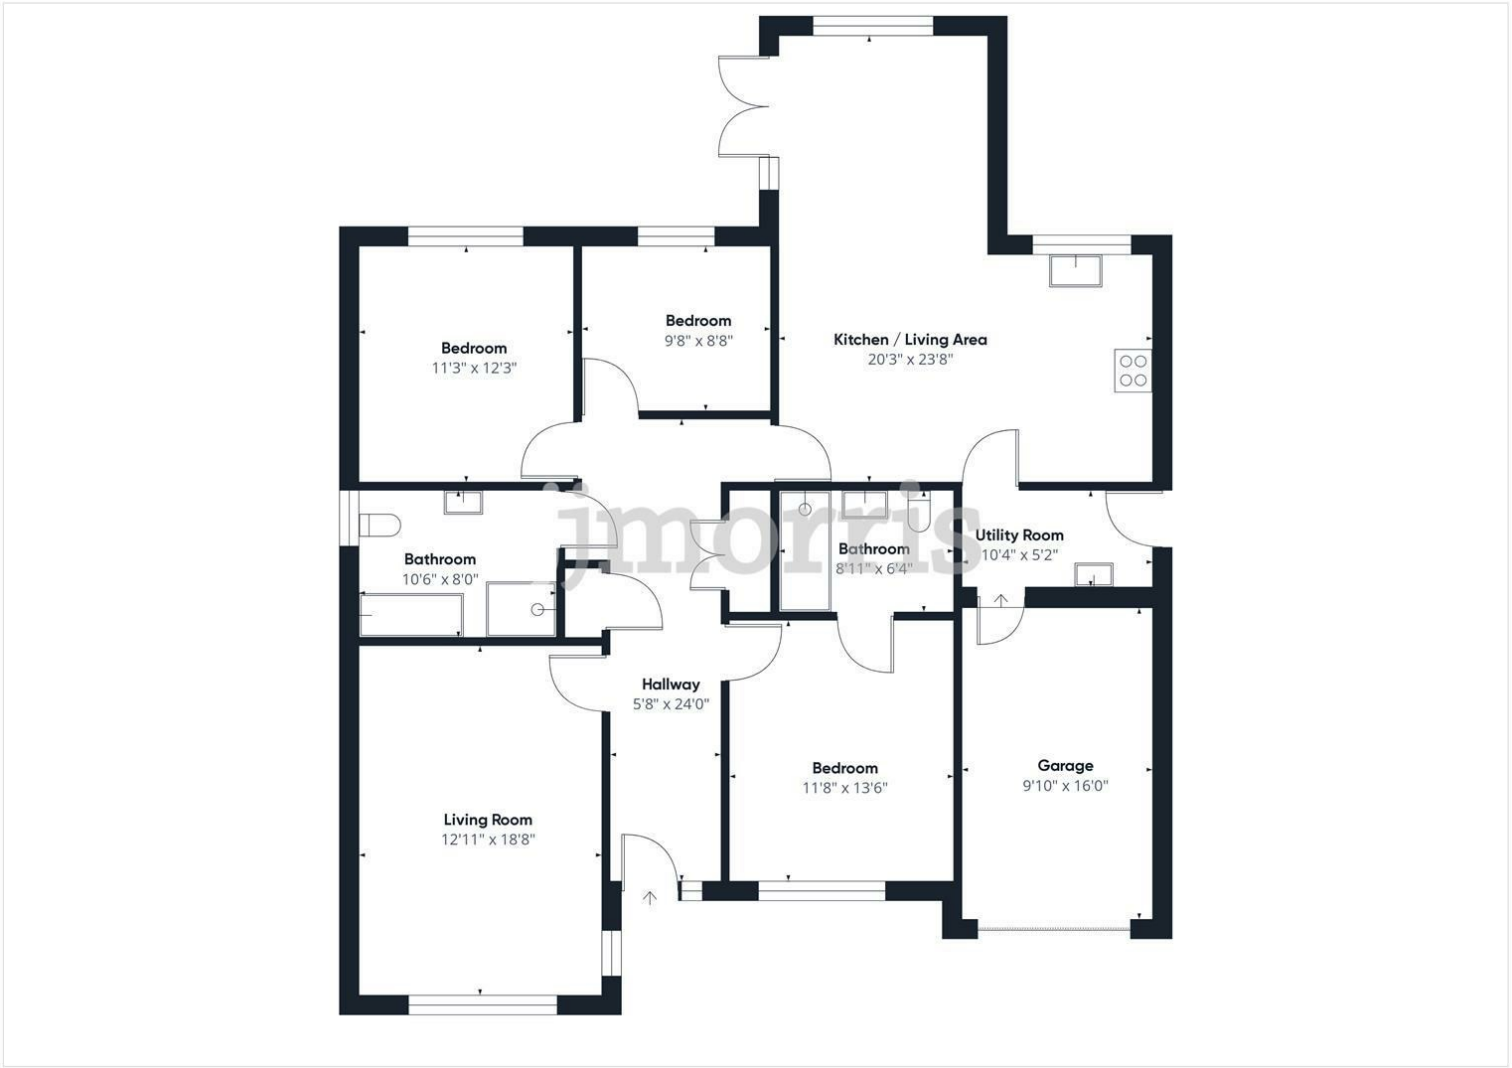 Bedroom
9'8" x 8'8"
Kitchen / Living Area
20'3" x 23'8"
Bedroom
11'3" x 12'3"
jjmorris
Utility Room
10'4" x 5'2"
Bathroom
8'11" x 6'4"
Bathroom
10'6" x 8'0"
Hallway
5'8" x 24'0"
Bedroom
11'8" x 13'6"
Garage
9'10" x 16'0"
Living Room
12'11" x 18'8"